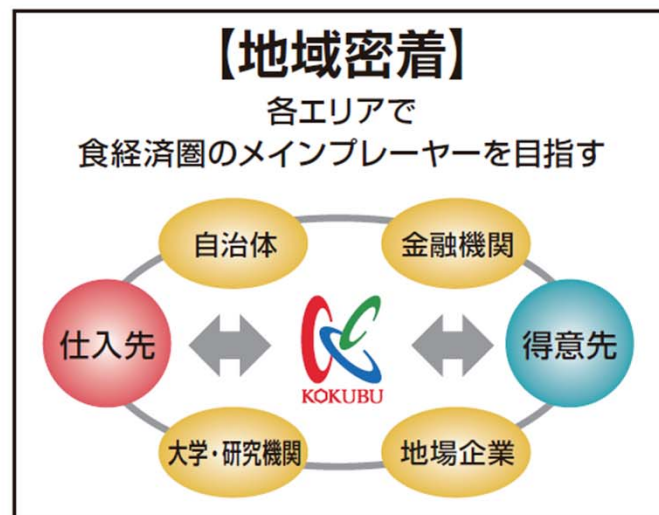 【地域密着】
各エリアで
食経済圏のメインプレーヤーを目指す
自治体
金融機関
仕入先
KOKUBU
得意先
大学・研究機関
地場企業